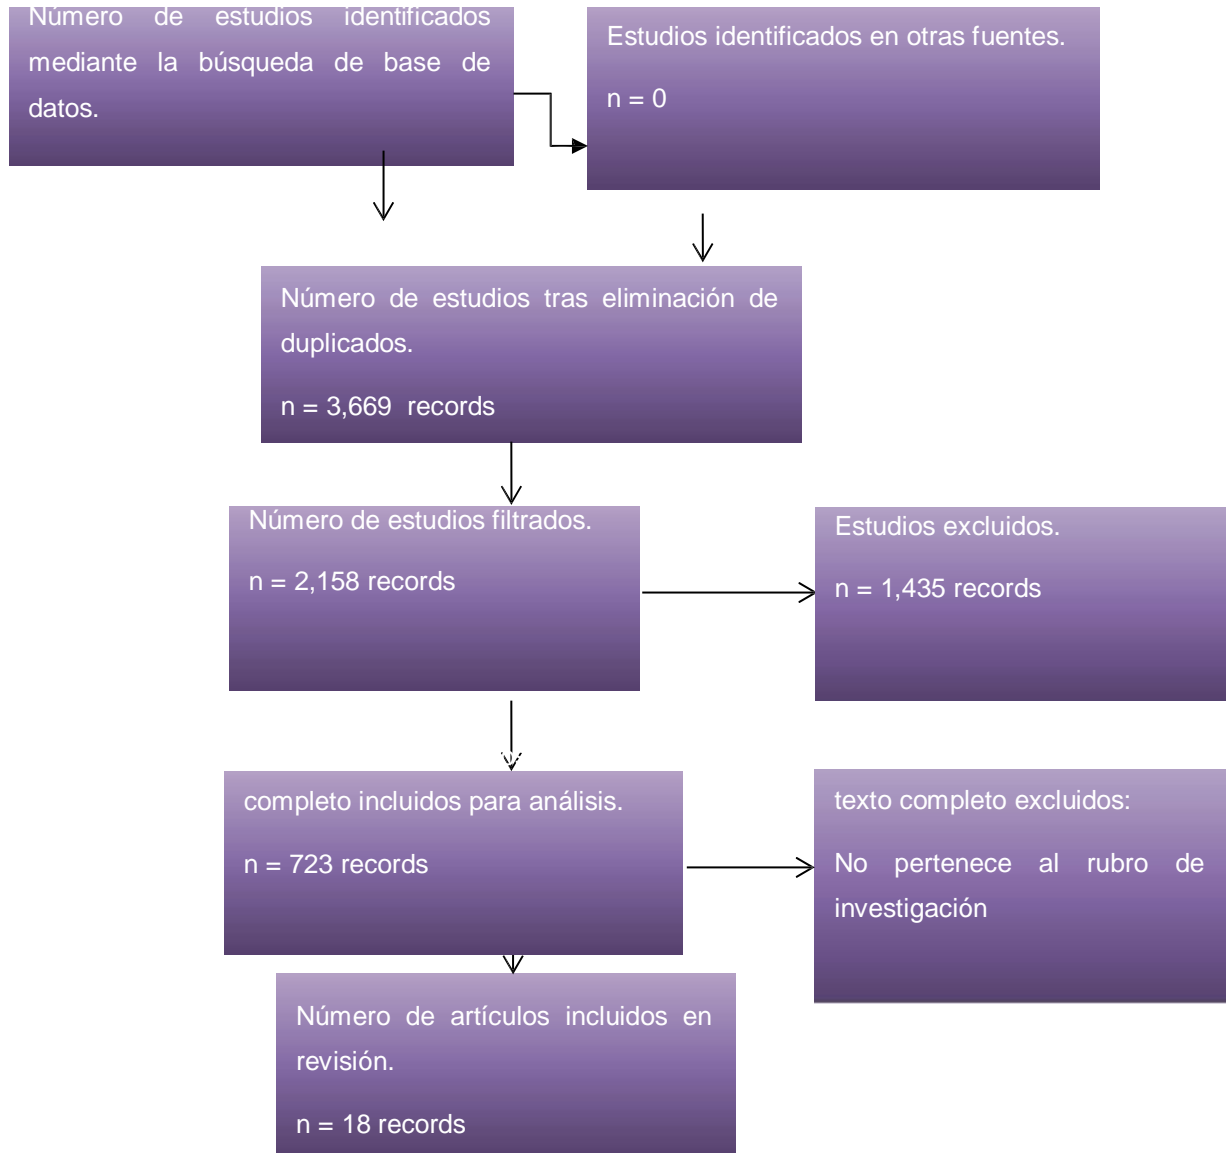 Número de estudios identificados
mediante la búsqueda de base de
datos.
Estudios identificados en otras fuentes.
n = 0
Número de estudios tras eliminación de
duplicados.
n = 3,669 records
Número de estudios filtrados.
n = 2,158 records
Estudios excluidos.
n = 1,435 records
completo incluidos para análisis.
n = 723 records
texto completo excluidos:
No pertenece al rubro de
investigación
Número de artículos incluidos en
revisión.
n = 18 records